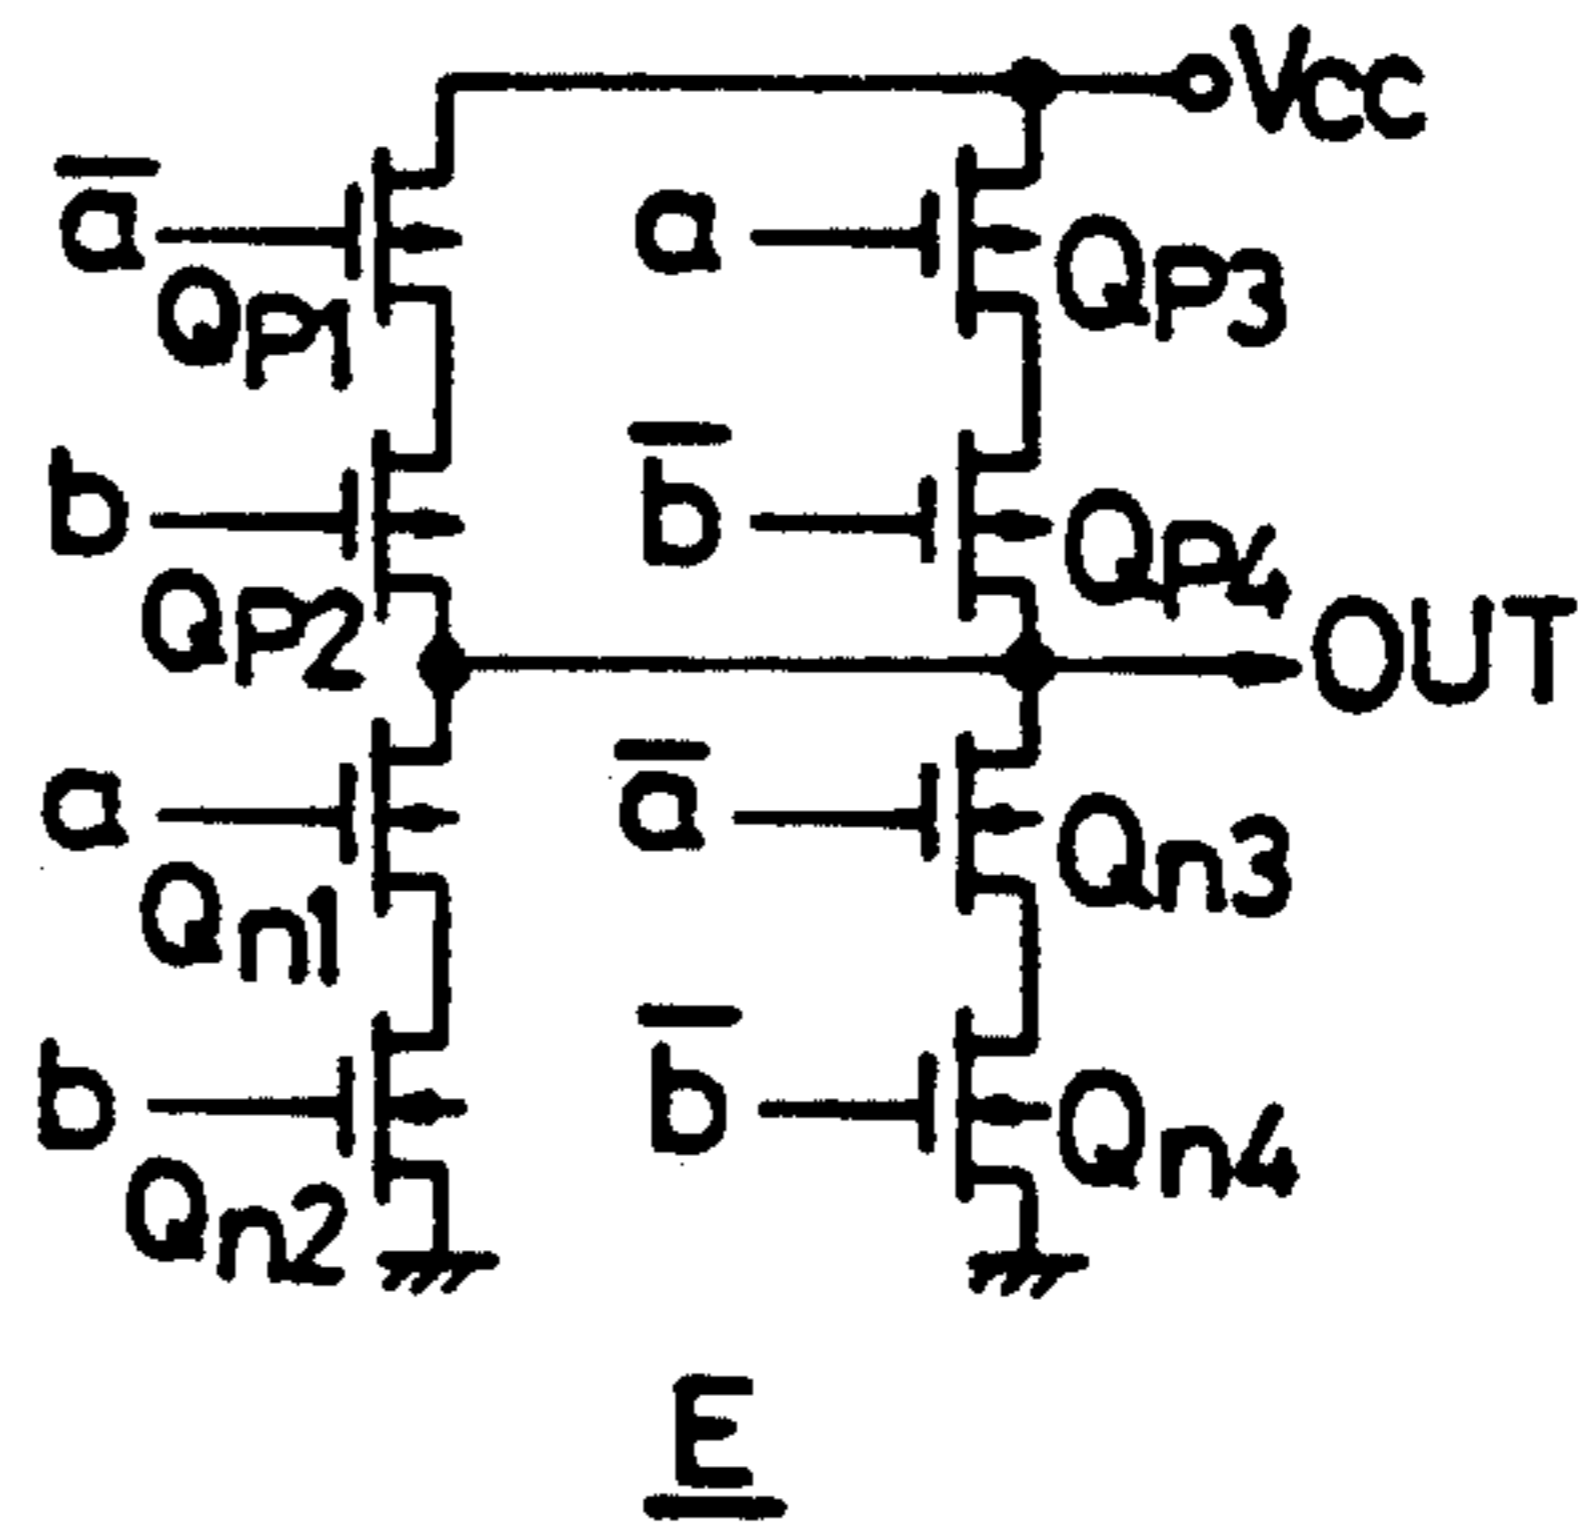 Vcc
a̅ a
QP1 QP3
b b̅
QP2 QP4
OUT
a a̅
Qn1 Qn3
b b̅
Qn2 Qn4
E